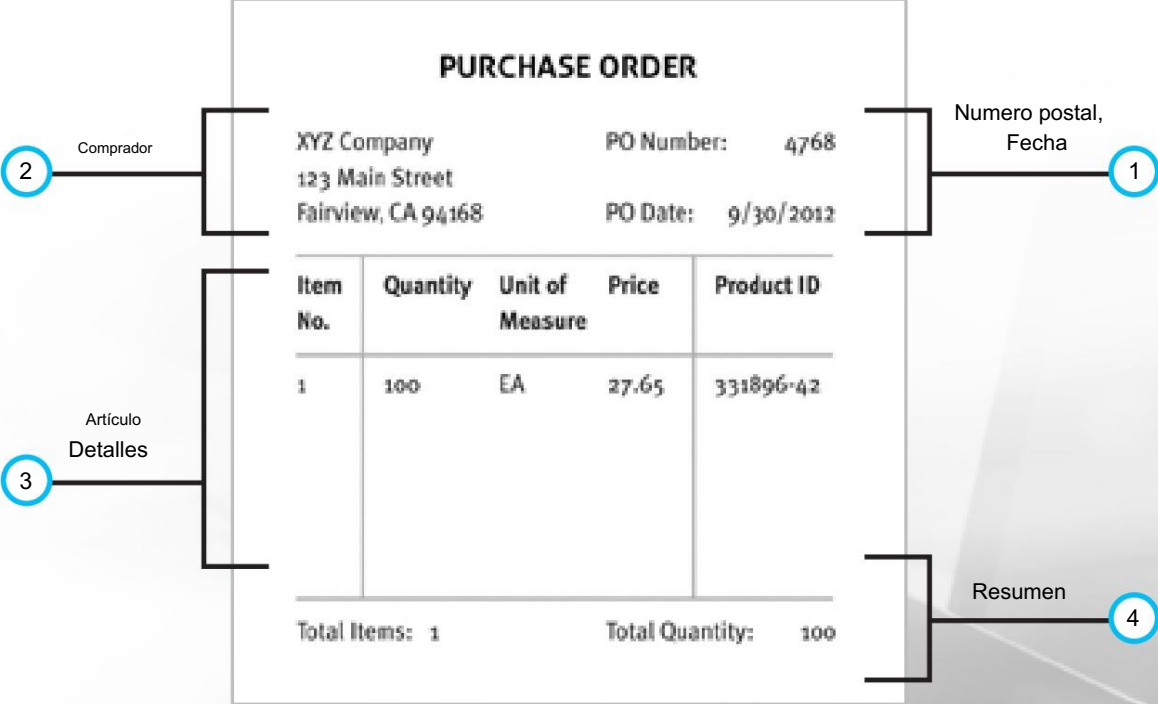 PURCHASE ORDER
2
Comprador
XYZ Company
123 Main Street
Fairview, CA 94168
PO Number: 4768
PO Date: 9/30/2012
Numero postal,
Fecha
1
Item No. Quantity Unit of Measure Price Product ID
1 100 EA 27.65 331896-42
Artículo
Detalles
3
Total Items: 1 Total Quantity: 100
Resumen
4